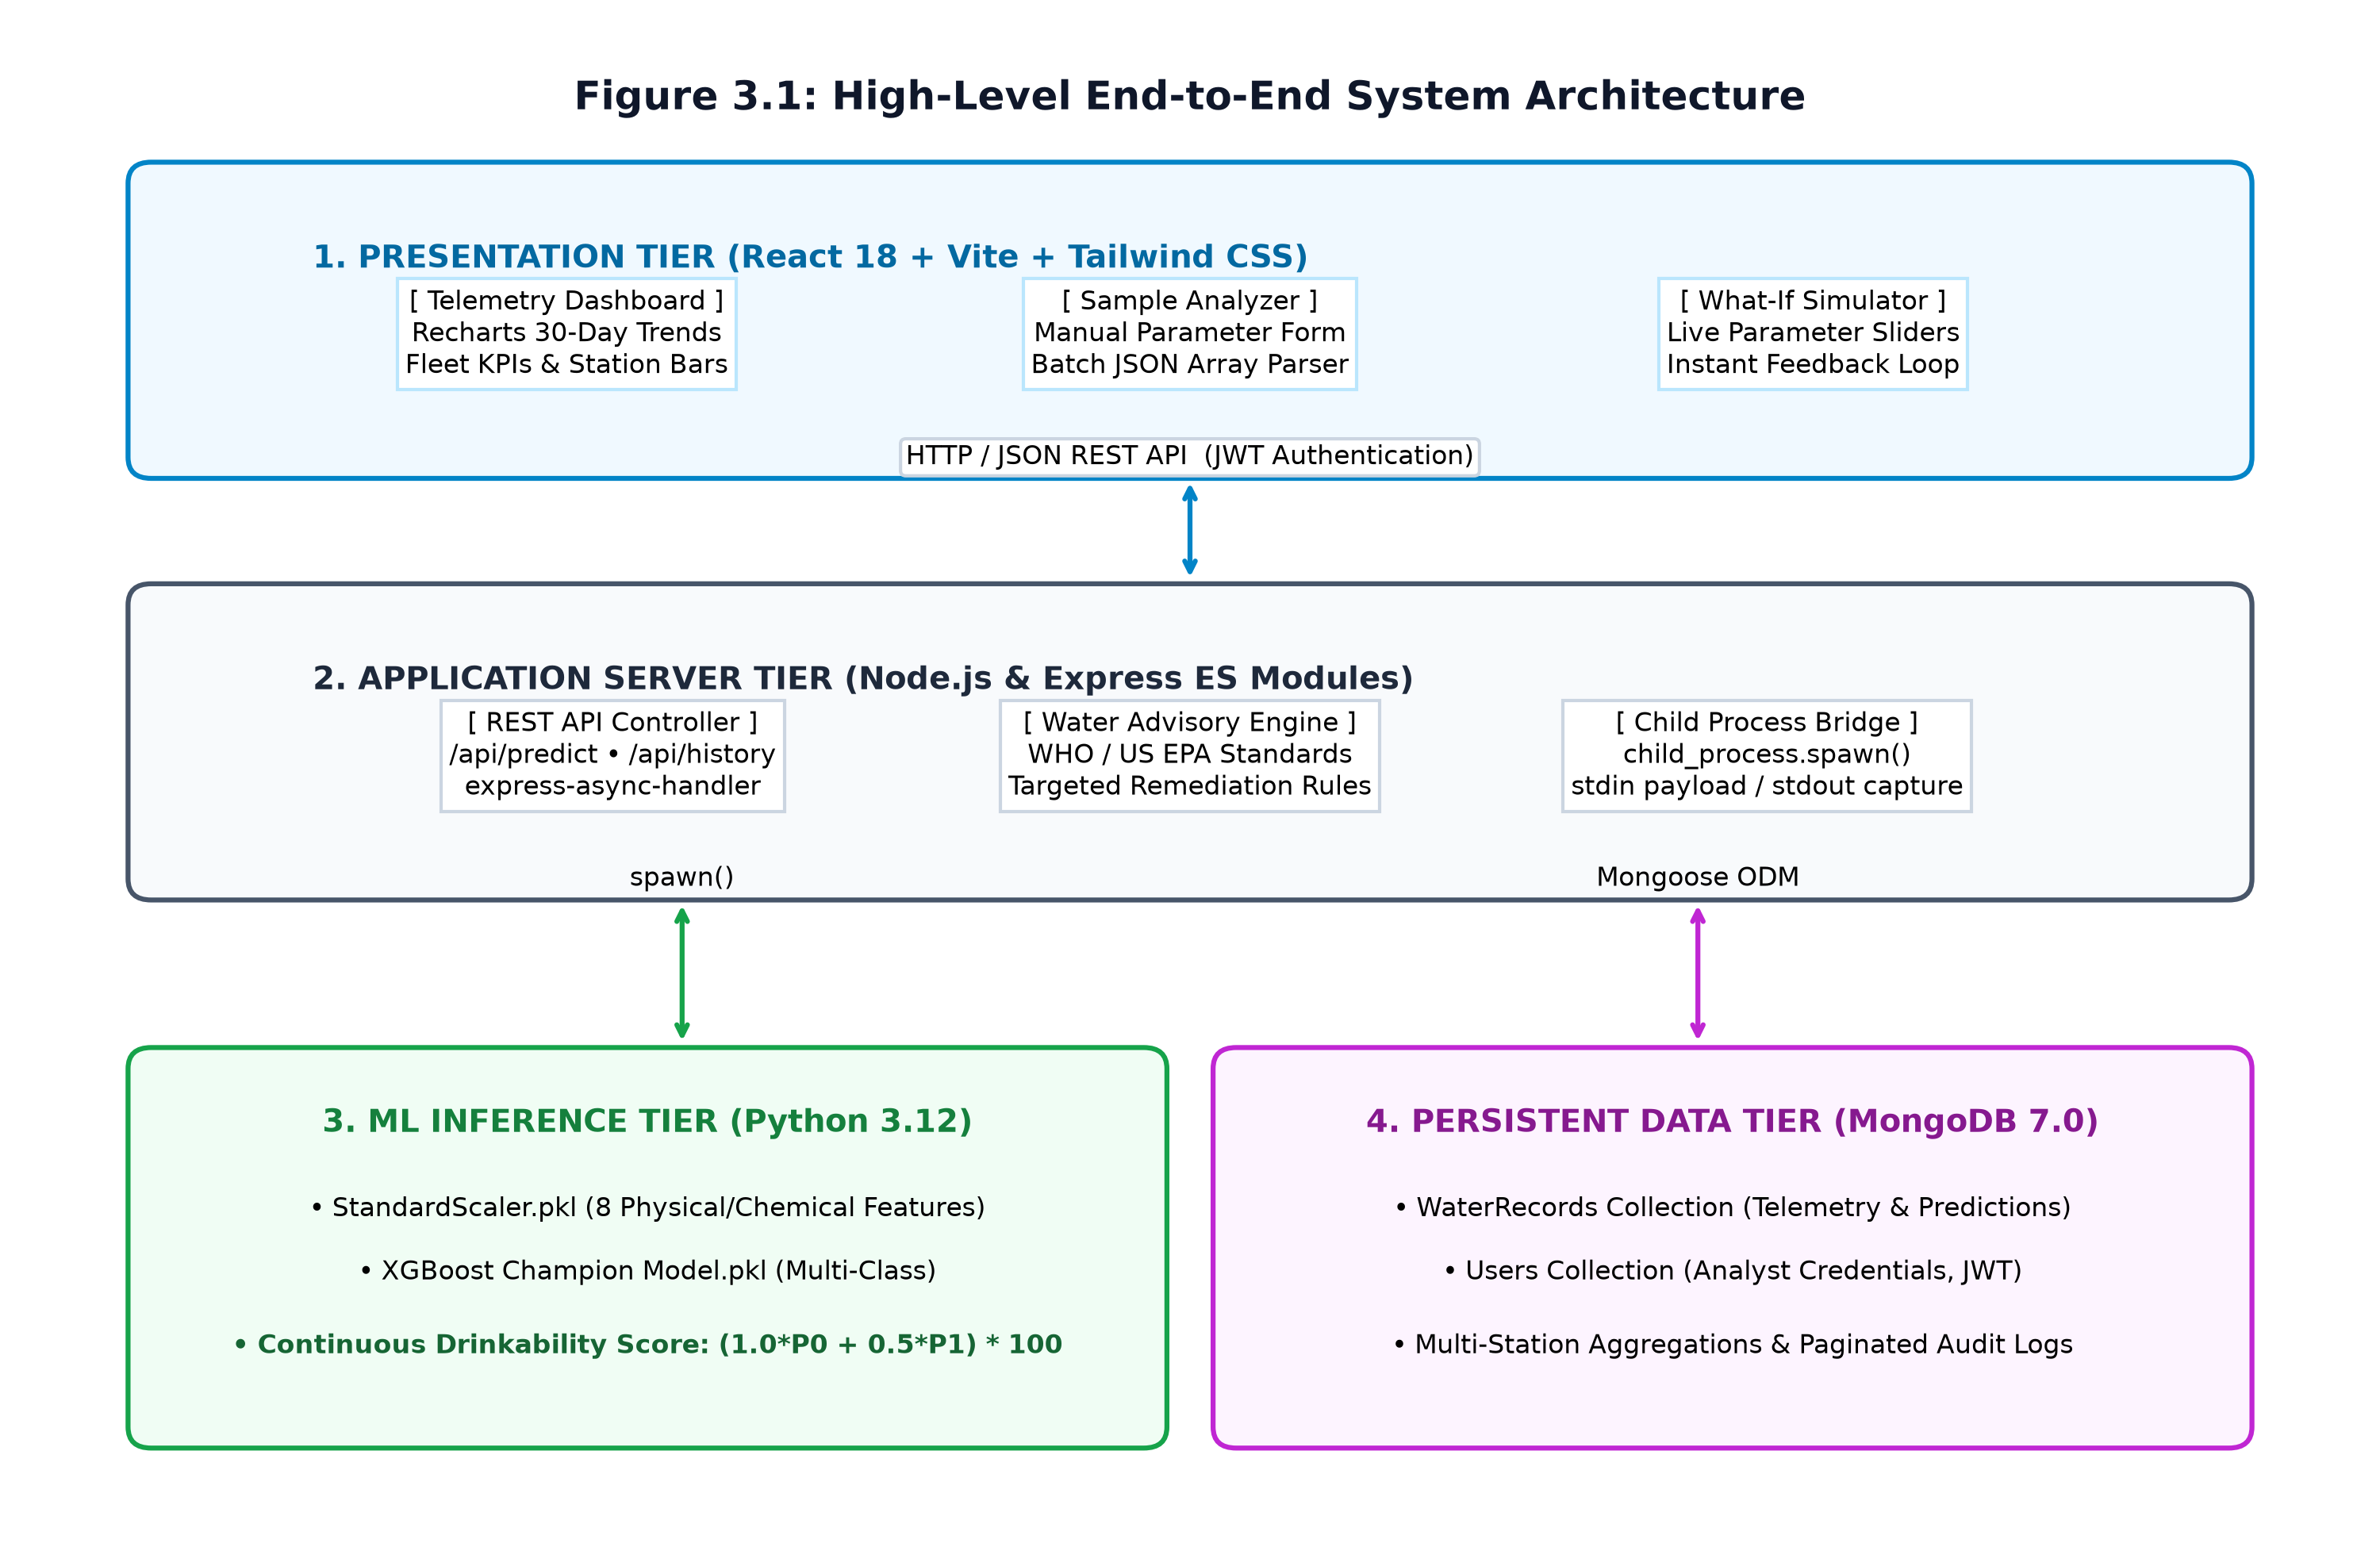 Figure 3.1: High-Level End-to-End System Architecture
1. PRESENTATION TIER (React 18 + Vite + Tailwind CSS)
[ Telemetry Dashboard ]
Recharts 30-Day Trends
Fleet KPIs & Station Bars
[ Sample Analyzer ]
Manual Parameter Form
Batch JSON Array Parser
[ What-If Simulator ]
Live Parameter Sliders
Instant Feedback Loop
HTTP / JSON REST API  (JWT Authentication)
2. APPLICATION SERVER TIER (Node.js & Express ES Modules)
[ REST API Controller ]
/api/predict • /api/history
express-async-handler
[ Water Advisory Engine ]
WHO / US EPA Standards
Targeted Remediation Rules
[ Child Process Bridge ]
child_process.spawn()
stdin payload / stdout capture
spawn()
Mongoose ODM
3. ML INFERENCE TIER (Python 3.12)
• StandardScaler.pkl (8 Physical/Chemical Features)
• XGBoost Champion Model.pkl (Multi-Class)
• Continuous Drinkability Score: (1.0*P0 + 0.5*P1) * 100
4. PERSISTENT DATA TIER (MongoDB 7.0)
• WaterRecords Collection (Telemetry & Predictions)
• Users Collection (Analyst Credentials, JWT)
• Multi-Station Aggregations & Paginated Audit Logs